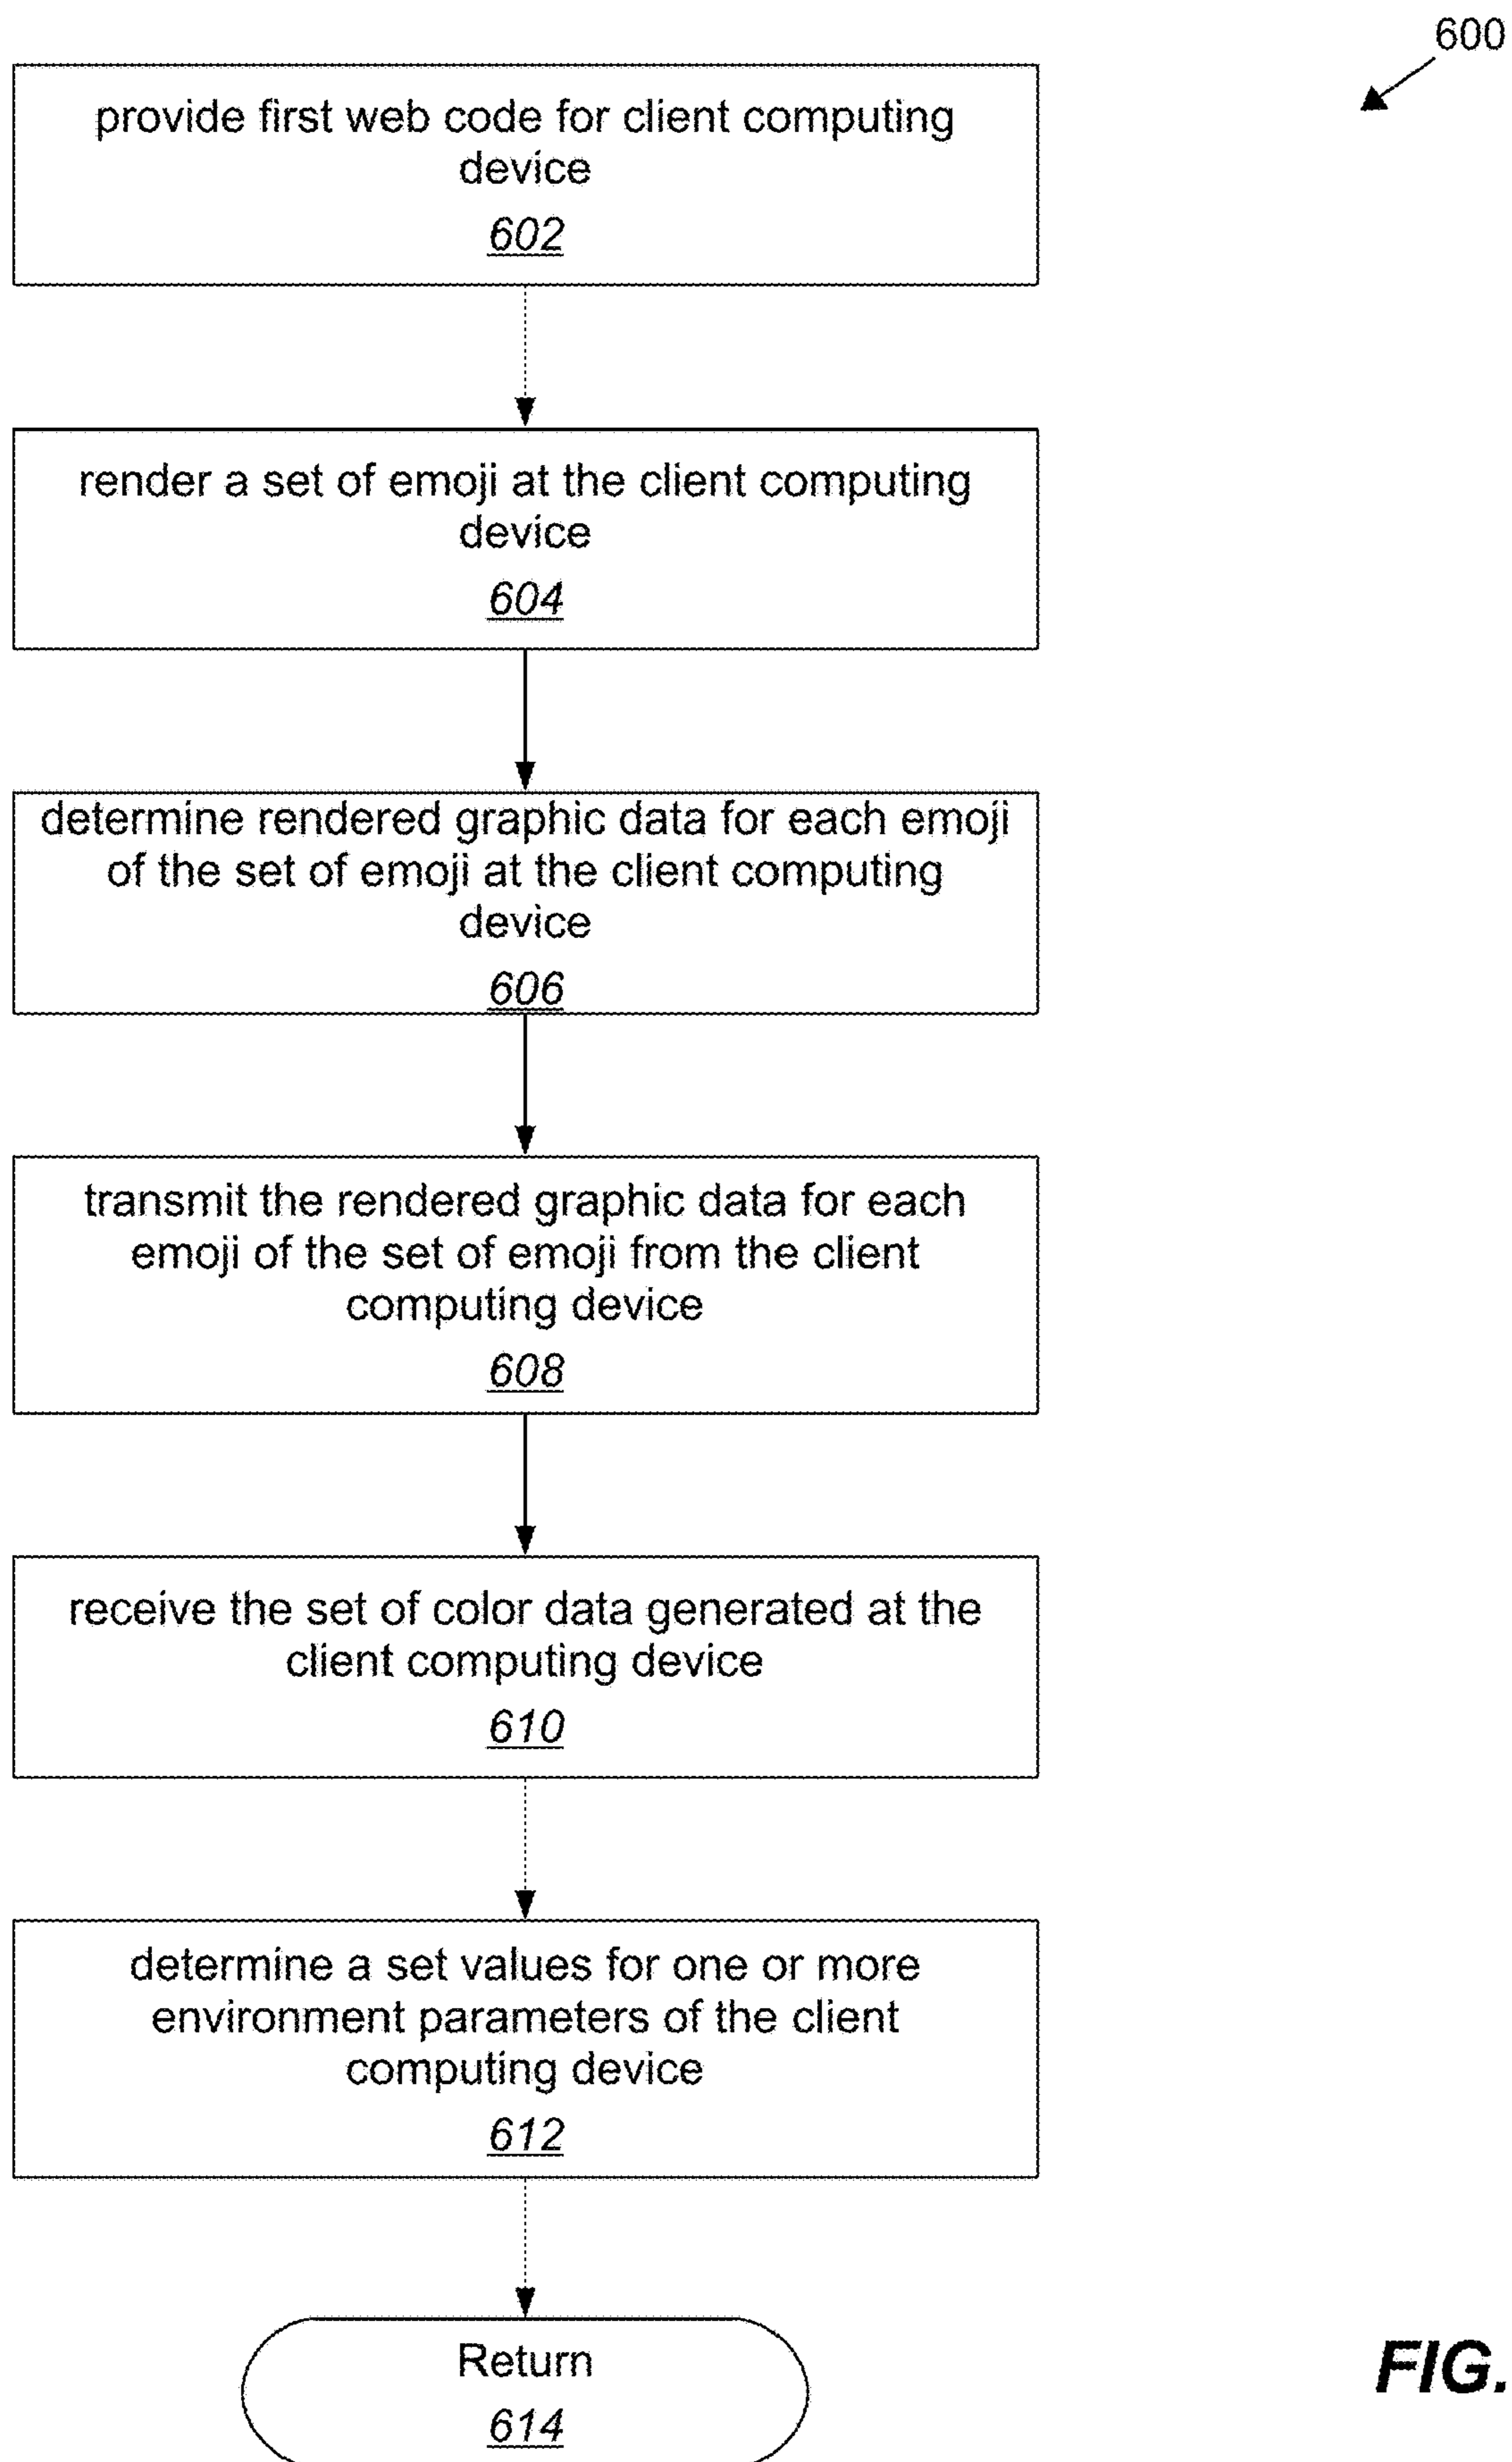 600
provide first web code for client computing
device
602
render a set of emoji at the client computing
device
604
determine rendered graphic data for each emoji
of the set of emoji at the client computing
device
606
transmit the rendered graphic data for each
emoji of the set of emoji from the client
computing device
608
receive the set of color data generated at the
client computing device
610
determine a set values for one or more
environment parameters of the client
computing device
612
Return
614
FIG.